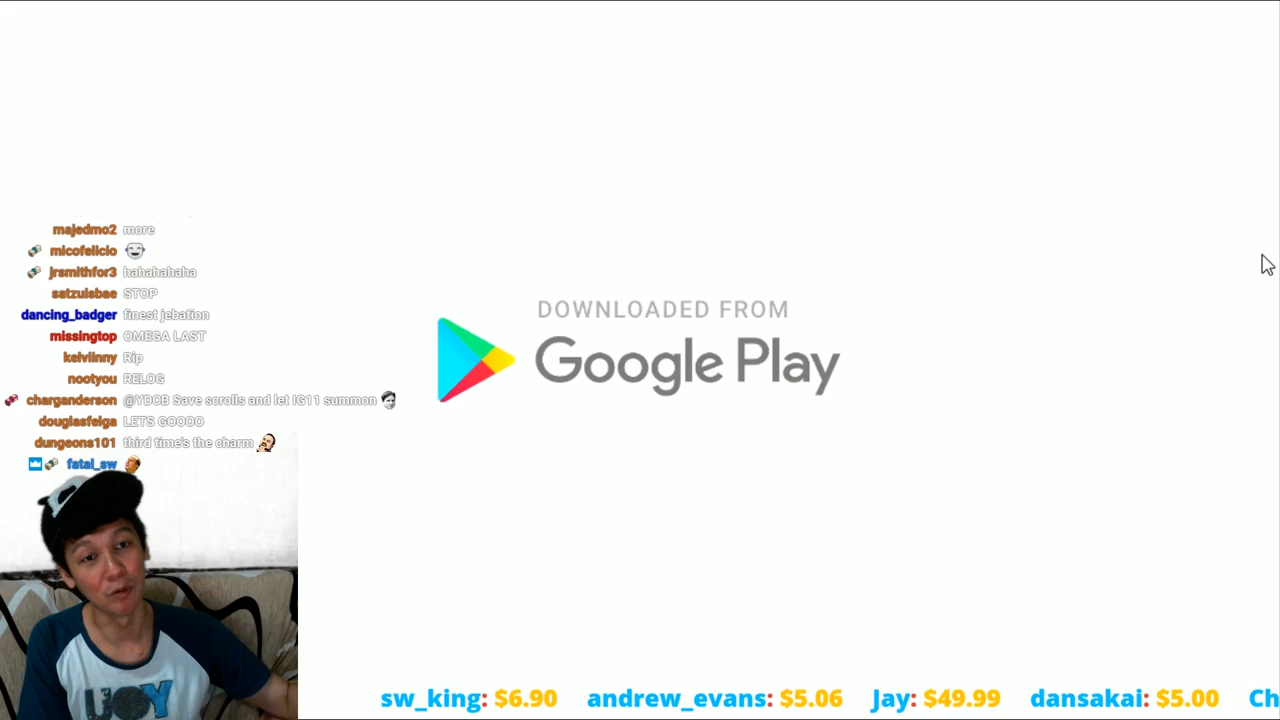 majedmo2 more
micofelicio
jrsmithfor3 hahahahaha
satzuisbae STOP
dancing_badger finest jebation
missingtop OMEGA LAST
kelvlinny Rip
nootyou RELOG
charganderson @YDCB Save scrolls and let IG11 summon
douglasfelga LETS GOOOO
dungeons101 third time's the charm
fatal_sw
DOWNLOADED FROM
Google Play
sw_king: $6.90 andrew_evans: $5.06 Jay: $49.99 dansakai: $5.00 Ch